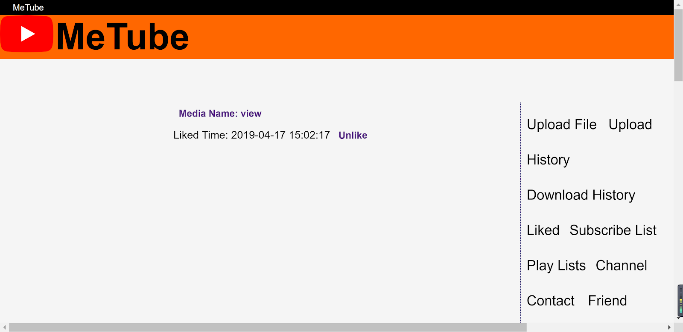 MeTube
MeTube
Media Name: view
Liked Time: 2019-04-17 15:02:17 Unlike
Upload File Upload
History
Download History
Liked Subscribe List
Play Lists Channel
Contact Friend